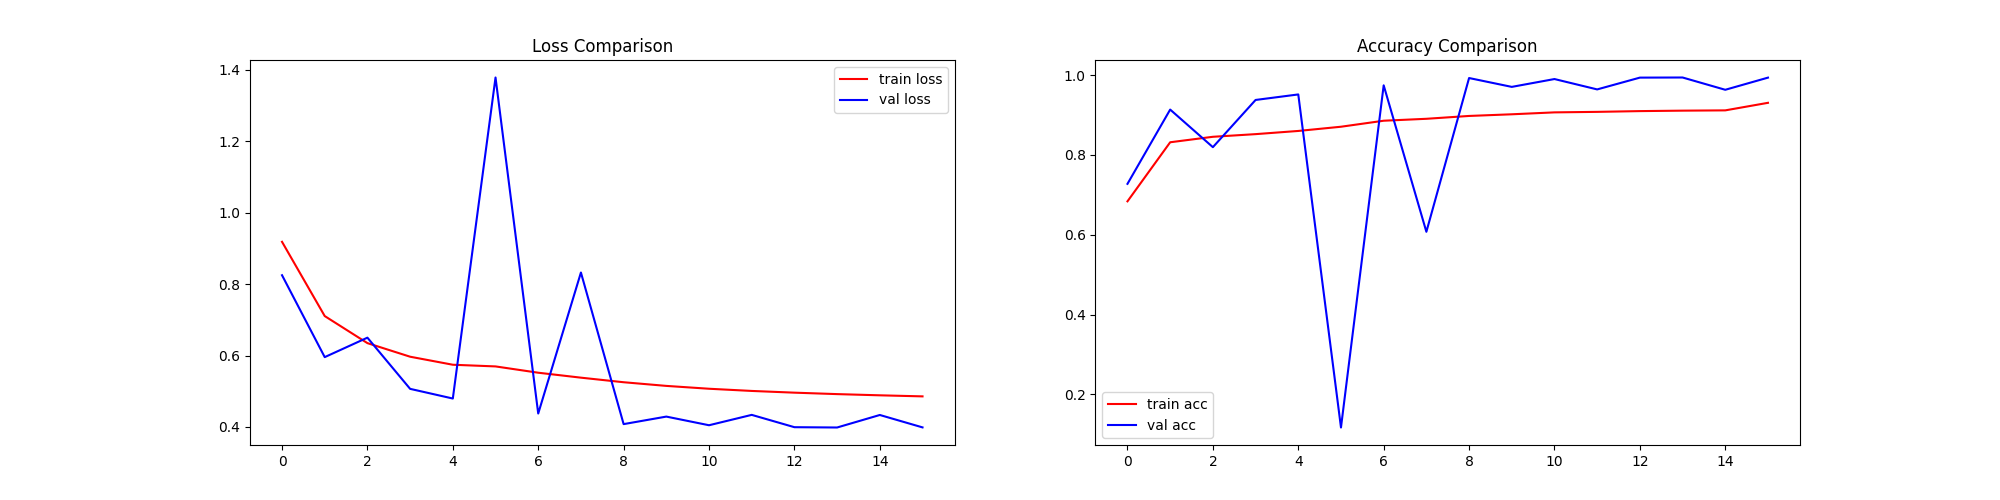 Loss Comparison
1.4
1.2
1.0
0.8
0.6
0.4
0 2 4 6 8 10 12 14
train loss
val loss
Accuracy Comparison
1.0
0.8
0.6
0.4
0.2
0 2 4 6 8 10 12 14
train acc
val acc